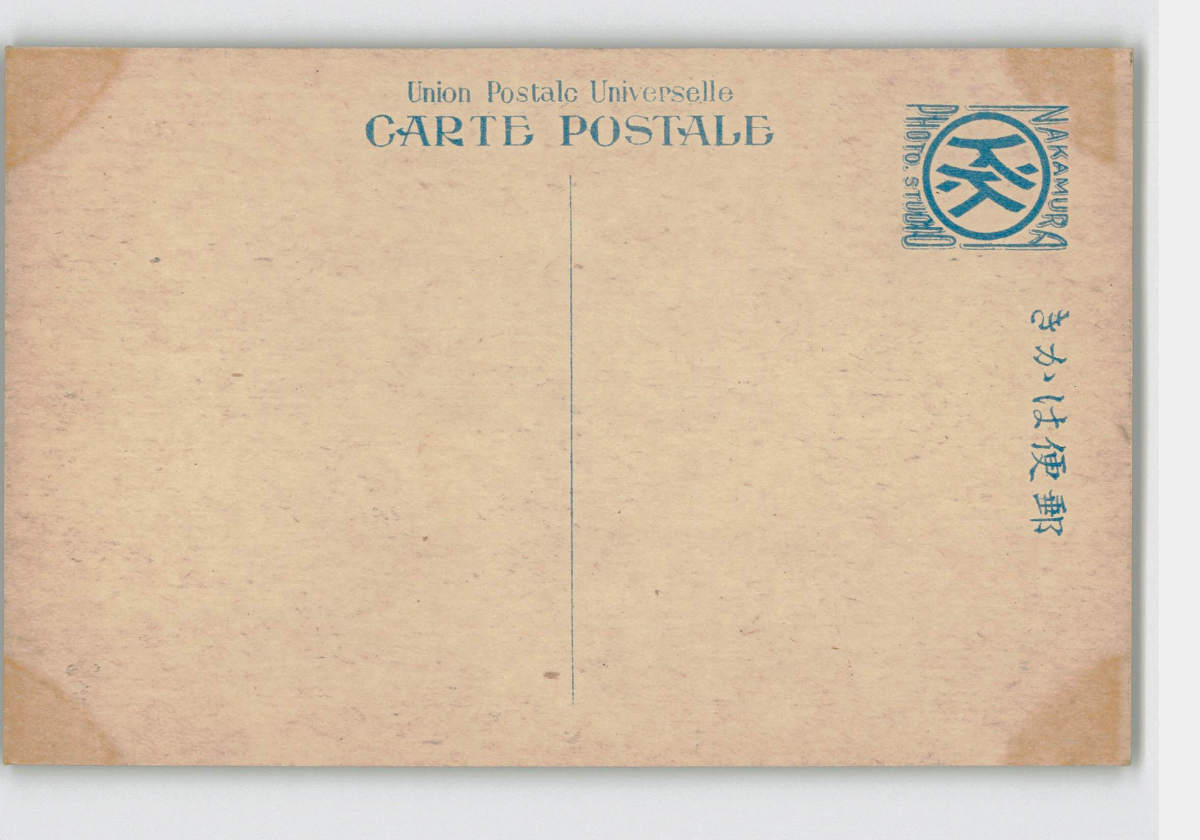 Union Postale Universelle
CARTE POSTALE
NAKAMURA
PHOTO. STUDIO
きかは便郵